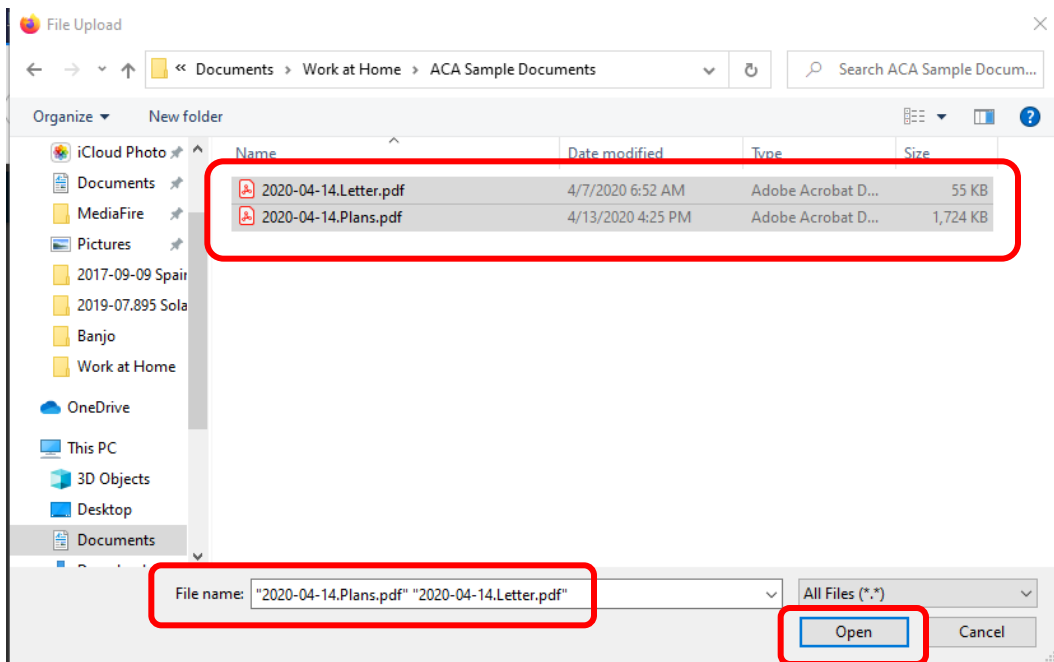 File Upload
« Documents › Work at Home › ACA Sample Documents
Search ACA Sample Docum...
Organize New folder
iCloud Photo
Documents
MediaFire
Pictures
2017-09-09 Spain
2019-07.895 Sola
Banjo
Work at Home
OneDrive
This PC
3D Objects
Desktop
Documents
Name Date modified Type Size
2020-04-14.Letter.pdf 4/7/2020 6:52 AM Adobe Acrobat D... 55 KB
2020-04-14.Plans.pdf 4/13/2020 4:25 PM Adobe Acrobat D... 1,724 KB
File name: "2020-04-14.Plans.pdf" "2020-04-14.Letter.pdf"
All Files (*.*)
Open Cancel